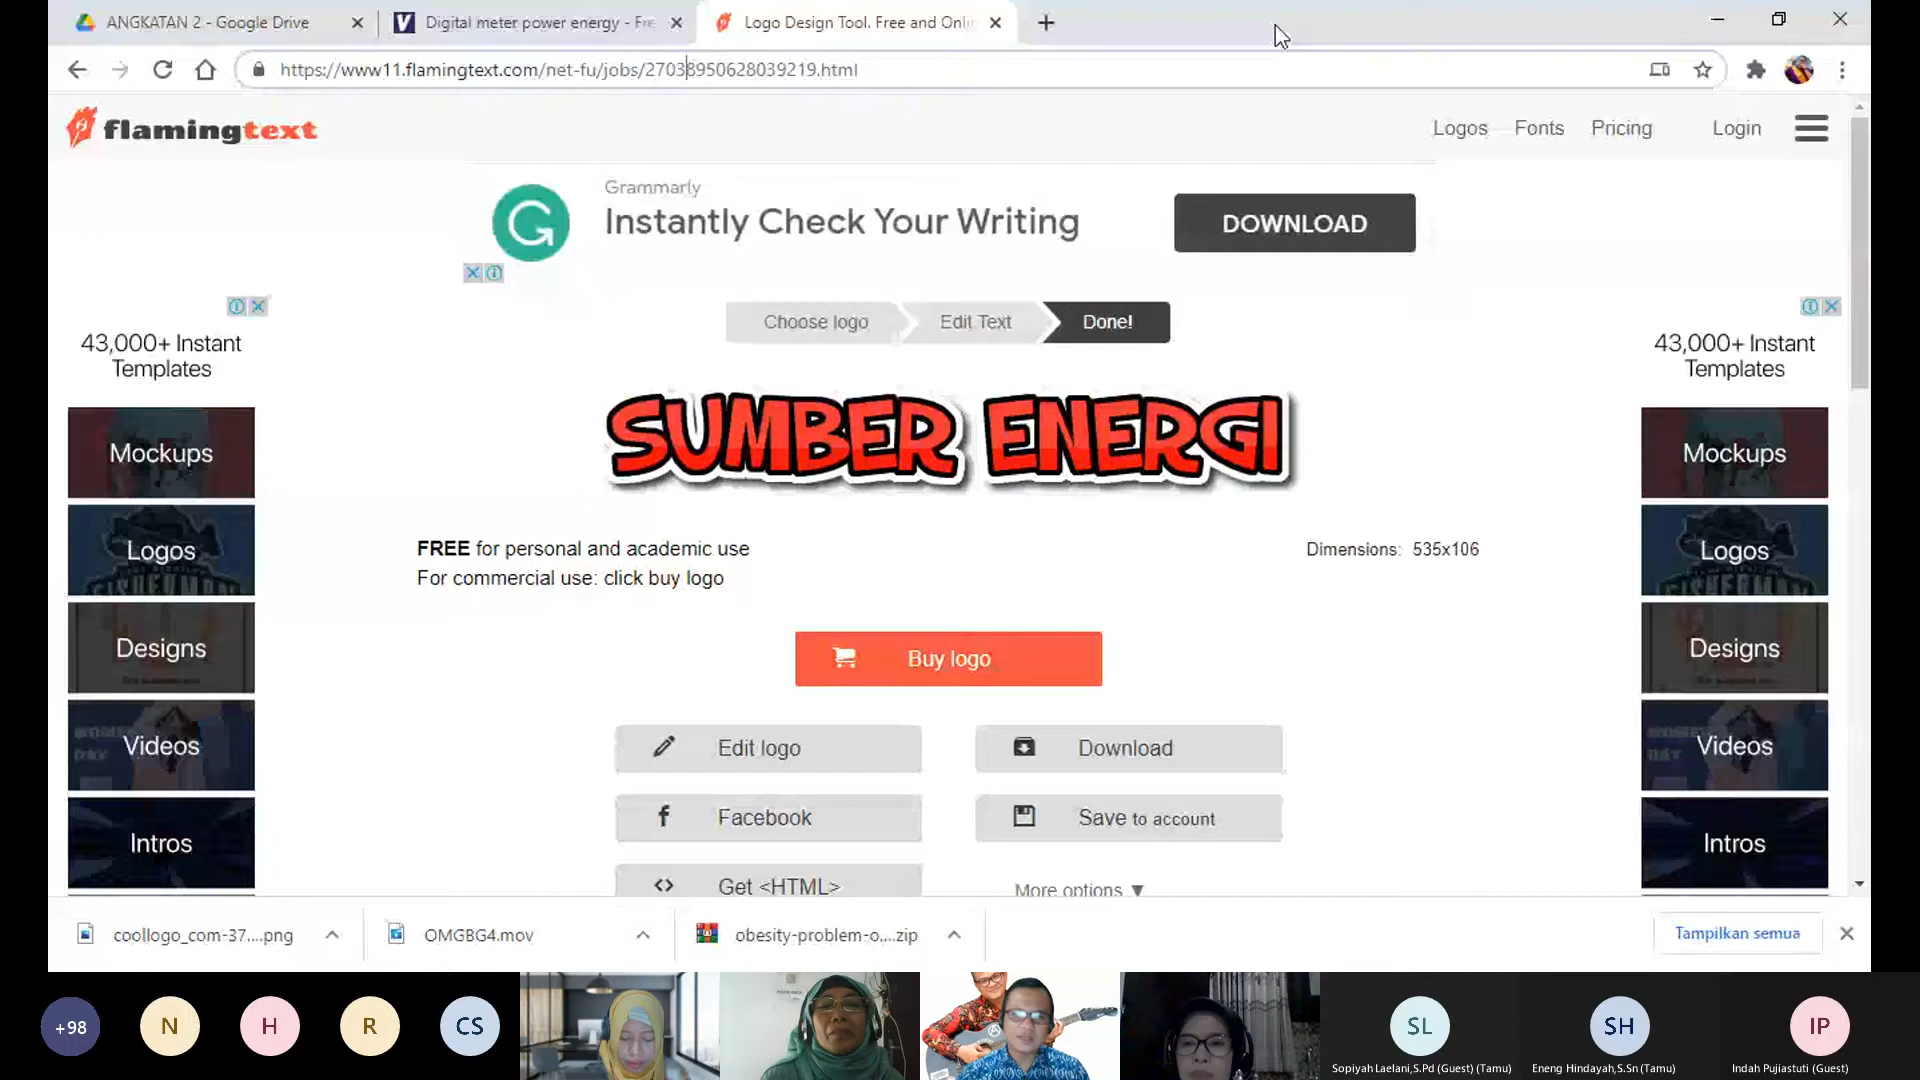 ANGKATAN 2 - Google Drive
Digital meter power energy - Fre
Logo Design Tool. Free and Onlin
https://www11.flamingtext.com/net-fu/jobs/27038950628039219.html
flamingtext
Logos
Fonts
Pricing
Login
Grammarly
Instantly Check Your Writing
DOWNLOAD
43,000+ Instant
Templates
Mockups
Logos
Designs
Videos
Intros
Choose logo
Edit Text
Done!
SUMBER ENERGI
FREE for personal and academic use
For commercial use: click buy logo
Dimensions: 535x106
Buy logo
Edit logo
Download
Facebook
Save to account
Get <HTML>
More options ▼
43,000+ Instant
Templates
Mockups
Logos
Designs
Videos
Intros
coollogo_com-37....png
OMGBG4.mov
obesity-problem-o....zip
Tampilkan semua
+98
N
H
R
CS
SL
Sopiyah Laelani,S.Pd (Guest) (Tamu)
SH
Eneng Hindayah,S.Sn (Tamu)
IP
Indah Pujiastuti (Guest)